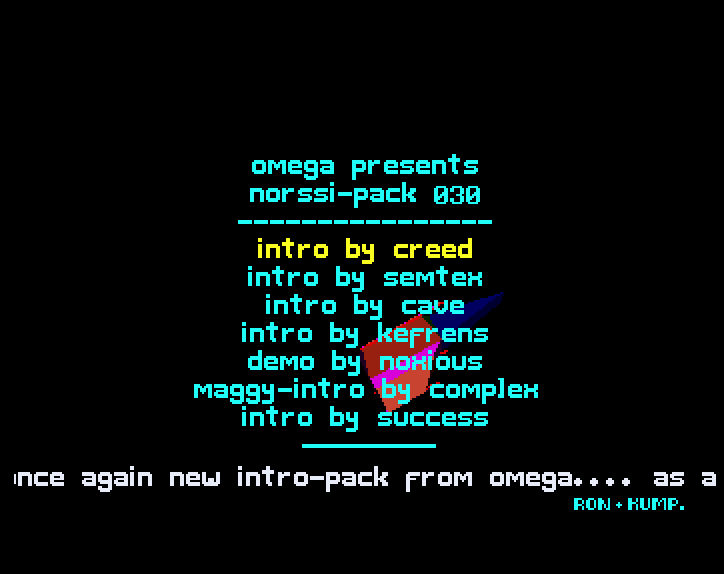 omega presents
norssi-pack 030
----------------
intro by creed
intro by semtex
intro by cave
intro by kefrens
demo by noxious
maggy-intro by complex
intro by success
once again new intro-pack from omega.... as a
RON + KUMP.